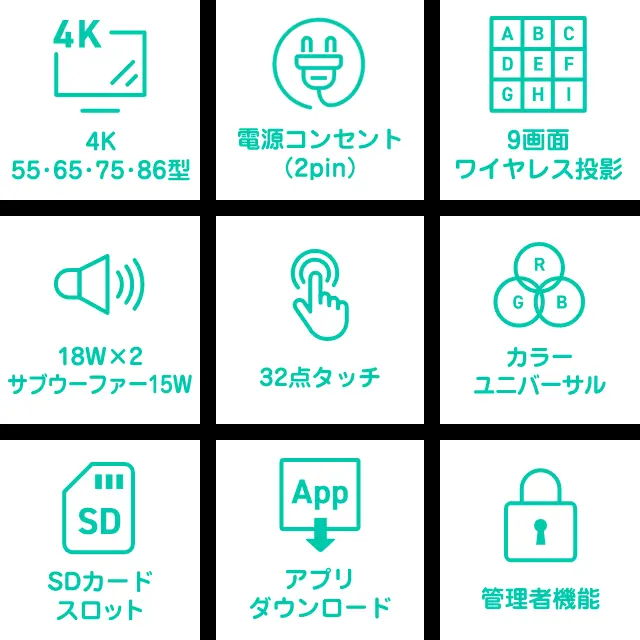 4K
4K
55・65・75・86型
電源コンセント
（2pin）
A B C
D E F
G H I
9画面
ワイヤレス投影
18W×2
サブウーファー15W
32点タッチ
R
G B
カラー
ユニバーサル
SD
SDカード
スロット
App
アプリ
ダウンロード
管理者機能